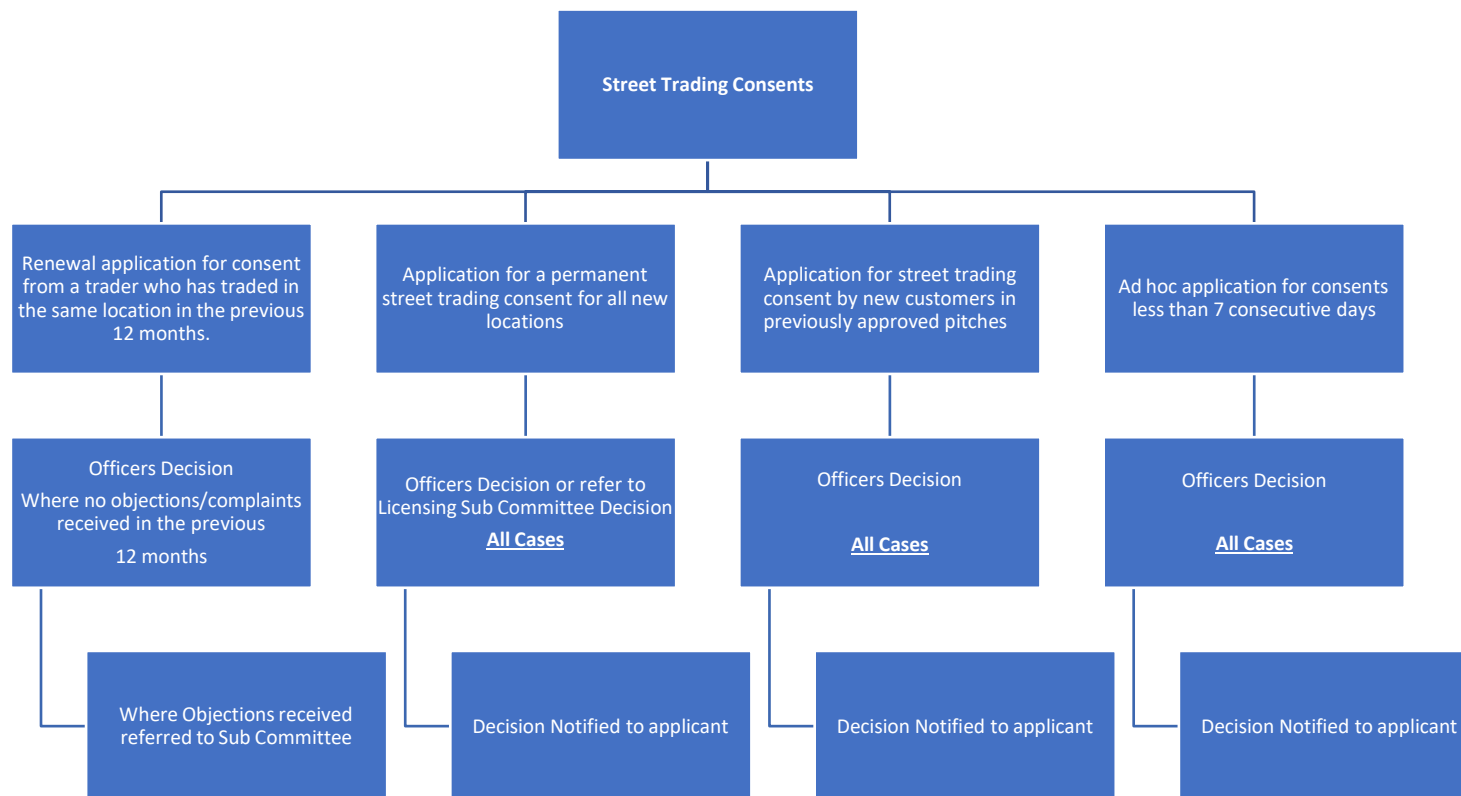 Street Trading Consents
Renewal application for consent
from a trader who has traded in
the same location in the previous
12 months.
Application for a permanent
street trading consent for all new
locations
Application for street trading
consent by new customers in
previously approved pitches
Ad hoc application for consents
less than 7 consecutive days
Officers Decision
Where no objections/complaints
received in the previous
12 months
Officers Decision or refer to
Licensing Sub Committee Decision
All Cases
Officers Decision
All Cases
Officers Decision
All Cases
Where Objections received
referred to Sub Committee
Decision Notified to applicant
Decision Notified to applicant
Decision Notified to applicant